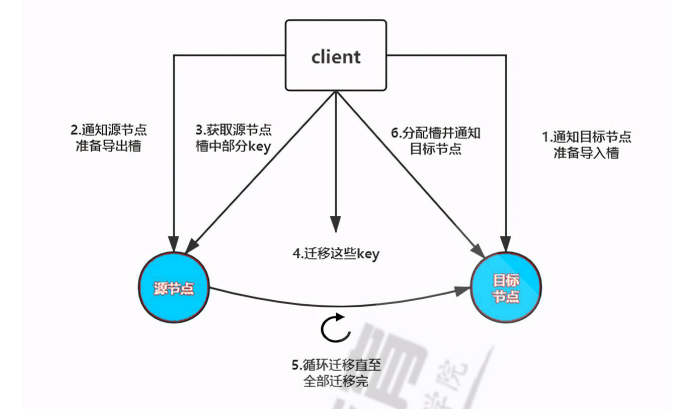 client
2.通知源节点
准备导出槽
3.获取源节点
槽中部分key
6.分配槽并通知
目标节点
1.通知目标节点
准备导入槽
4.迁移这些key
源节点
目标
节点
5.循环迁移直至
全部迁移完
学院